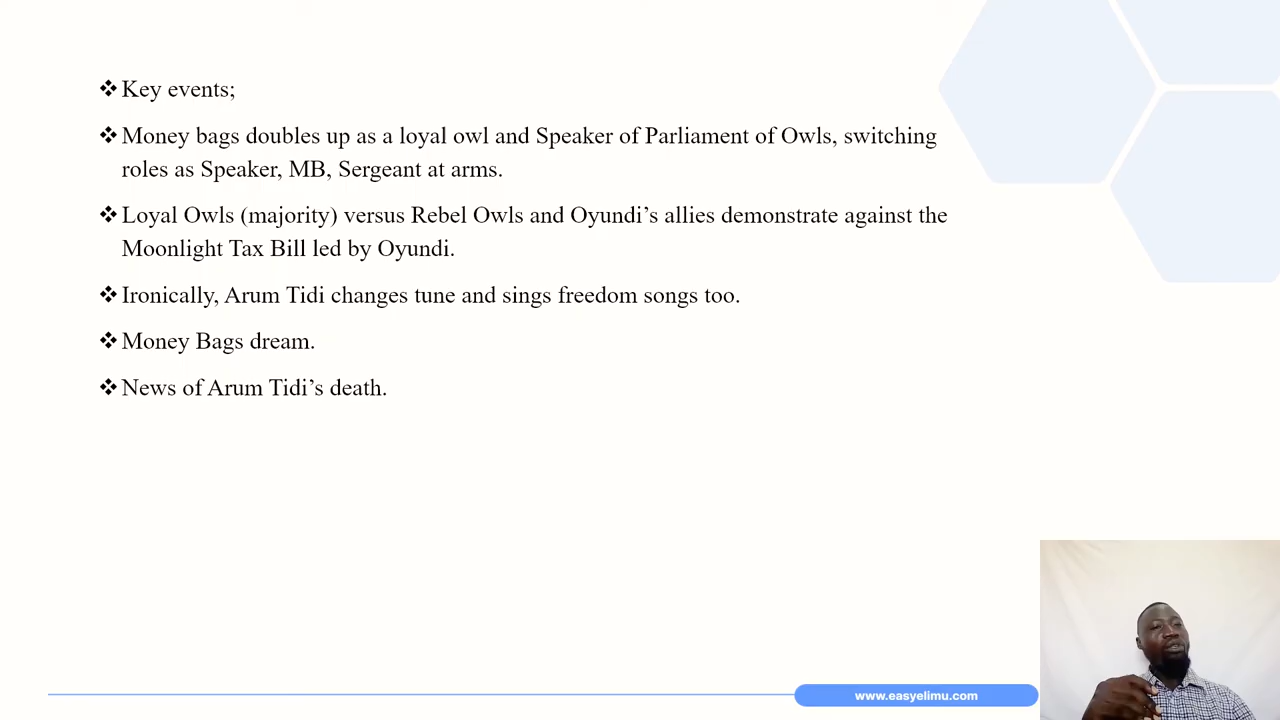 ❖ Key events;
❖ Money bags doubles up as a loyal owl and Speaker of Parliament of Owls, switching
roles as Speaker, MB, Sergeant at arms.
❖ Loyal Owls (majority) versus Rebel Owls and Oyundi’s allies demonstrate against the
Moonlight Tax Bill led by Oyundi.
❖ Ironically, Arum Tidi changes tune and sings freedom songs too.
❖ Money Bags dream.
❖ News of Arum Tidi’s death.
www.easyelimu.com